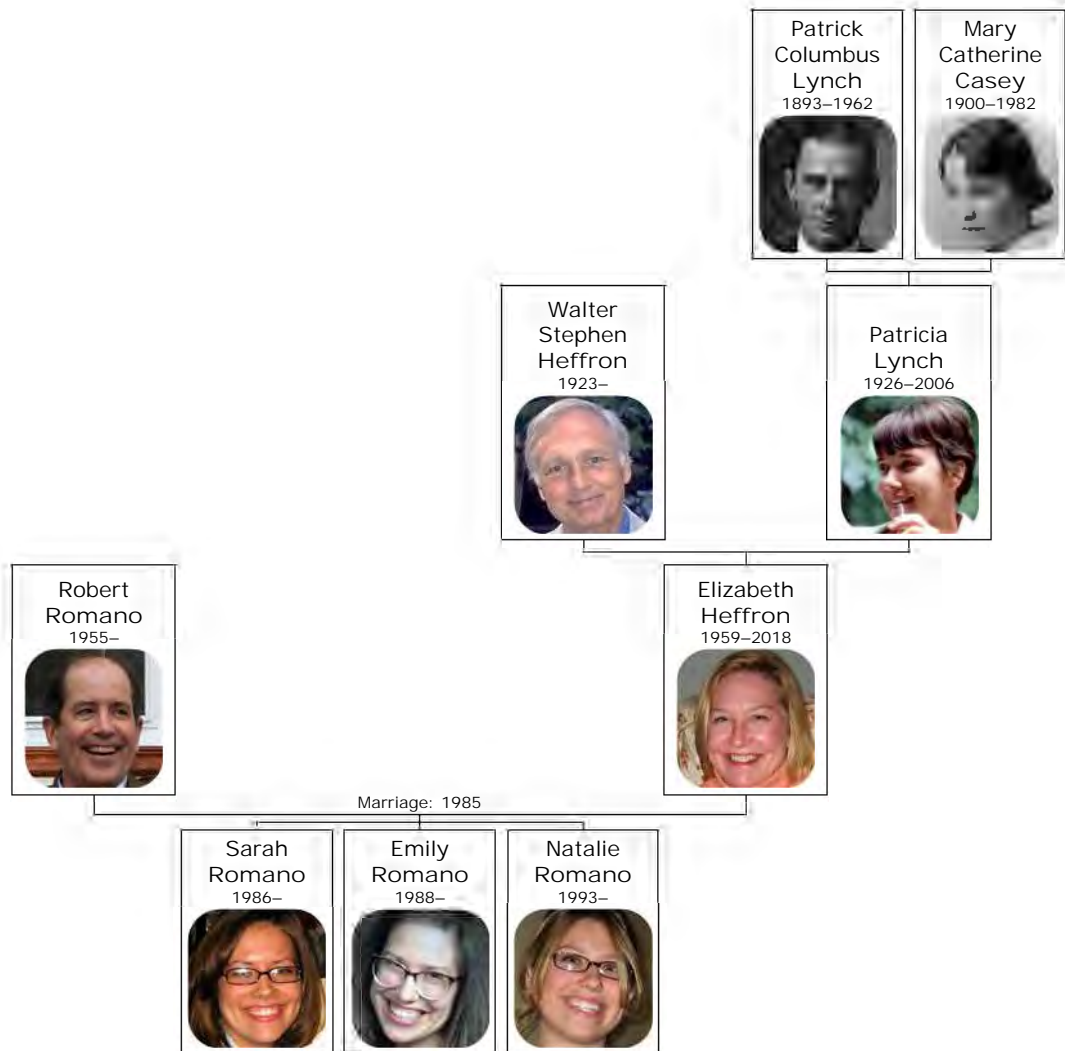 Patrick
Columbus
Lynch
1893–1962
Mary
Catherine
Casey
1900–1982
Walter
Stephen
Heffron
1923–
Patricia
Lynch
1926–2006
Robert
Romano
1955–
Elizabeth
Heffron
1959–2018
Marriage: 1985
Sarah
Romano
1986–
Emily
Romano
1988–
Natalie
Romano
1993–